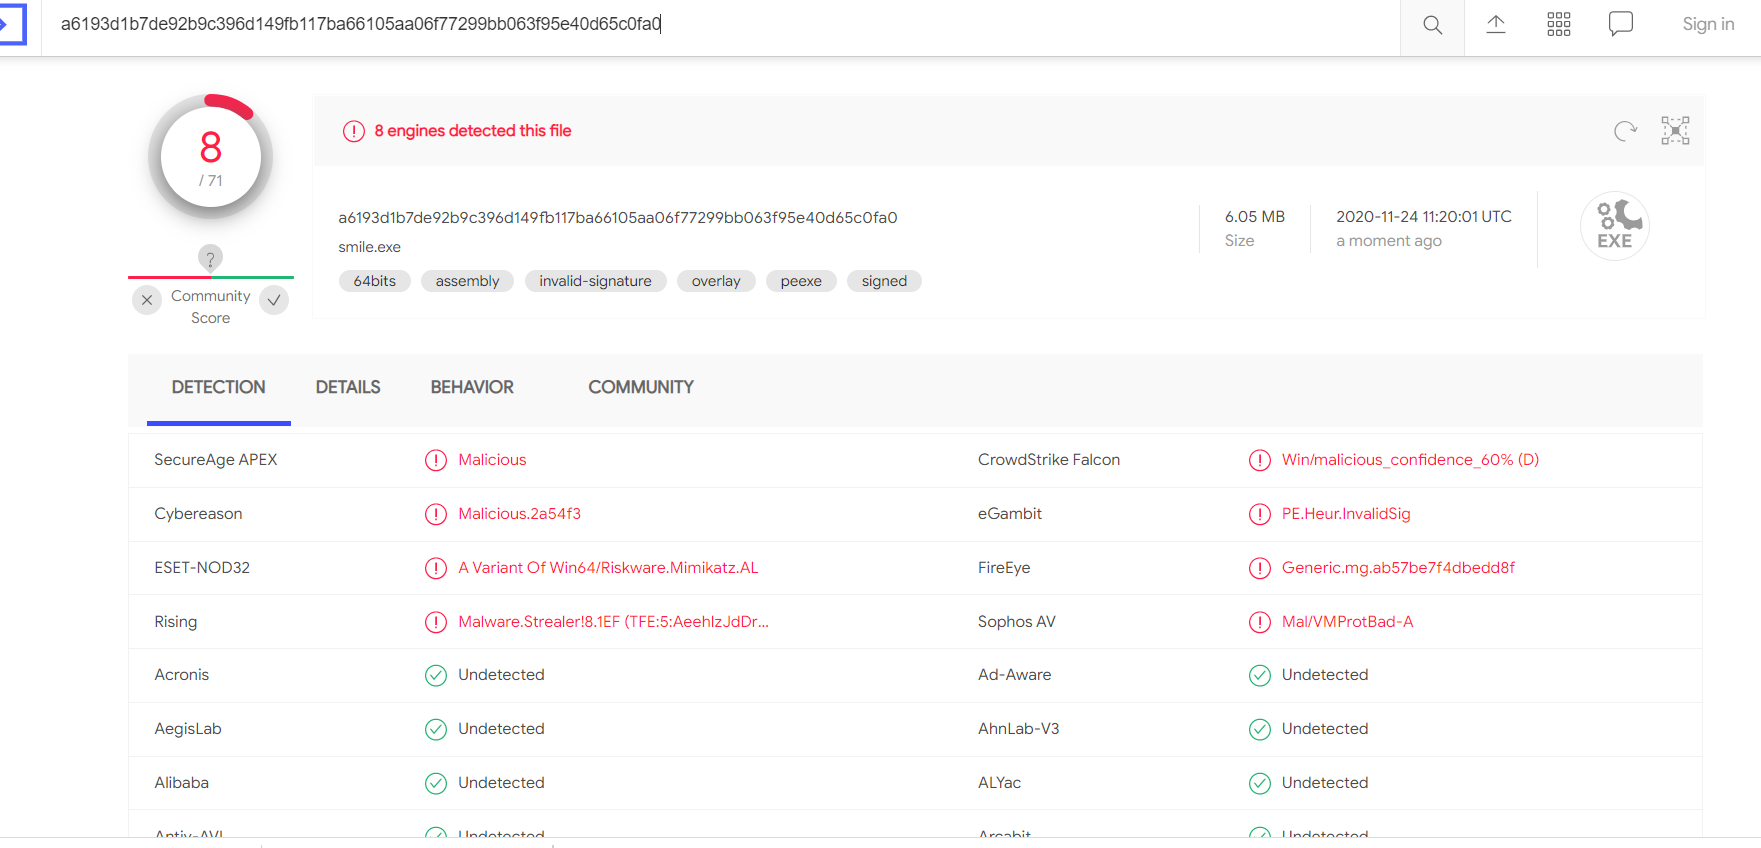 a6193d1b7de92b9c396d149fb117ba66105aa06f77299bb063f95e40d65c0fa0
Sign in
8
/ 71
8 engines detected this file
a6193d1b7de92b9c396d149fb117ba66105aa06f77299bb063f95e40d65c0fa0
smile.exe
64bits assembly invalid-signature overlay peexe signed
6.05 MB
Size
2020-11-24 11:20:01 UTC
a moment ago
EXE
?
Community
Score
DETECTION DETAILS BEHAVIOR COMMUNITY
SecureAge APEX Malicious CrowdStrike Falcon Win/malicious_confidence_60% (D)
Cybereason Malicious.2a54f3 eGambit PE.Heur.InvalidSig
ESET-NOD32 A Variant Of Win64/Riskware.Mimikatz.AL FireEye Generic.mg.ab57be7f4dbedd8f
Rising Malware.Strealer!8.1EF (TFE:5:AeehIzJdDr... Sophos AV Mal/VMProtBad-A
Acronis Undetected Ad-Aware Undetected
AegisLab Undetected AhnLab-V3 Undetected
Alibaba Undetected ALYac Undetected
Antiy-AVL Undetected Arcabit Undetected